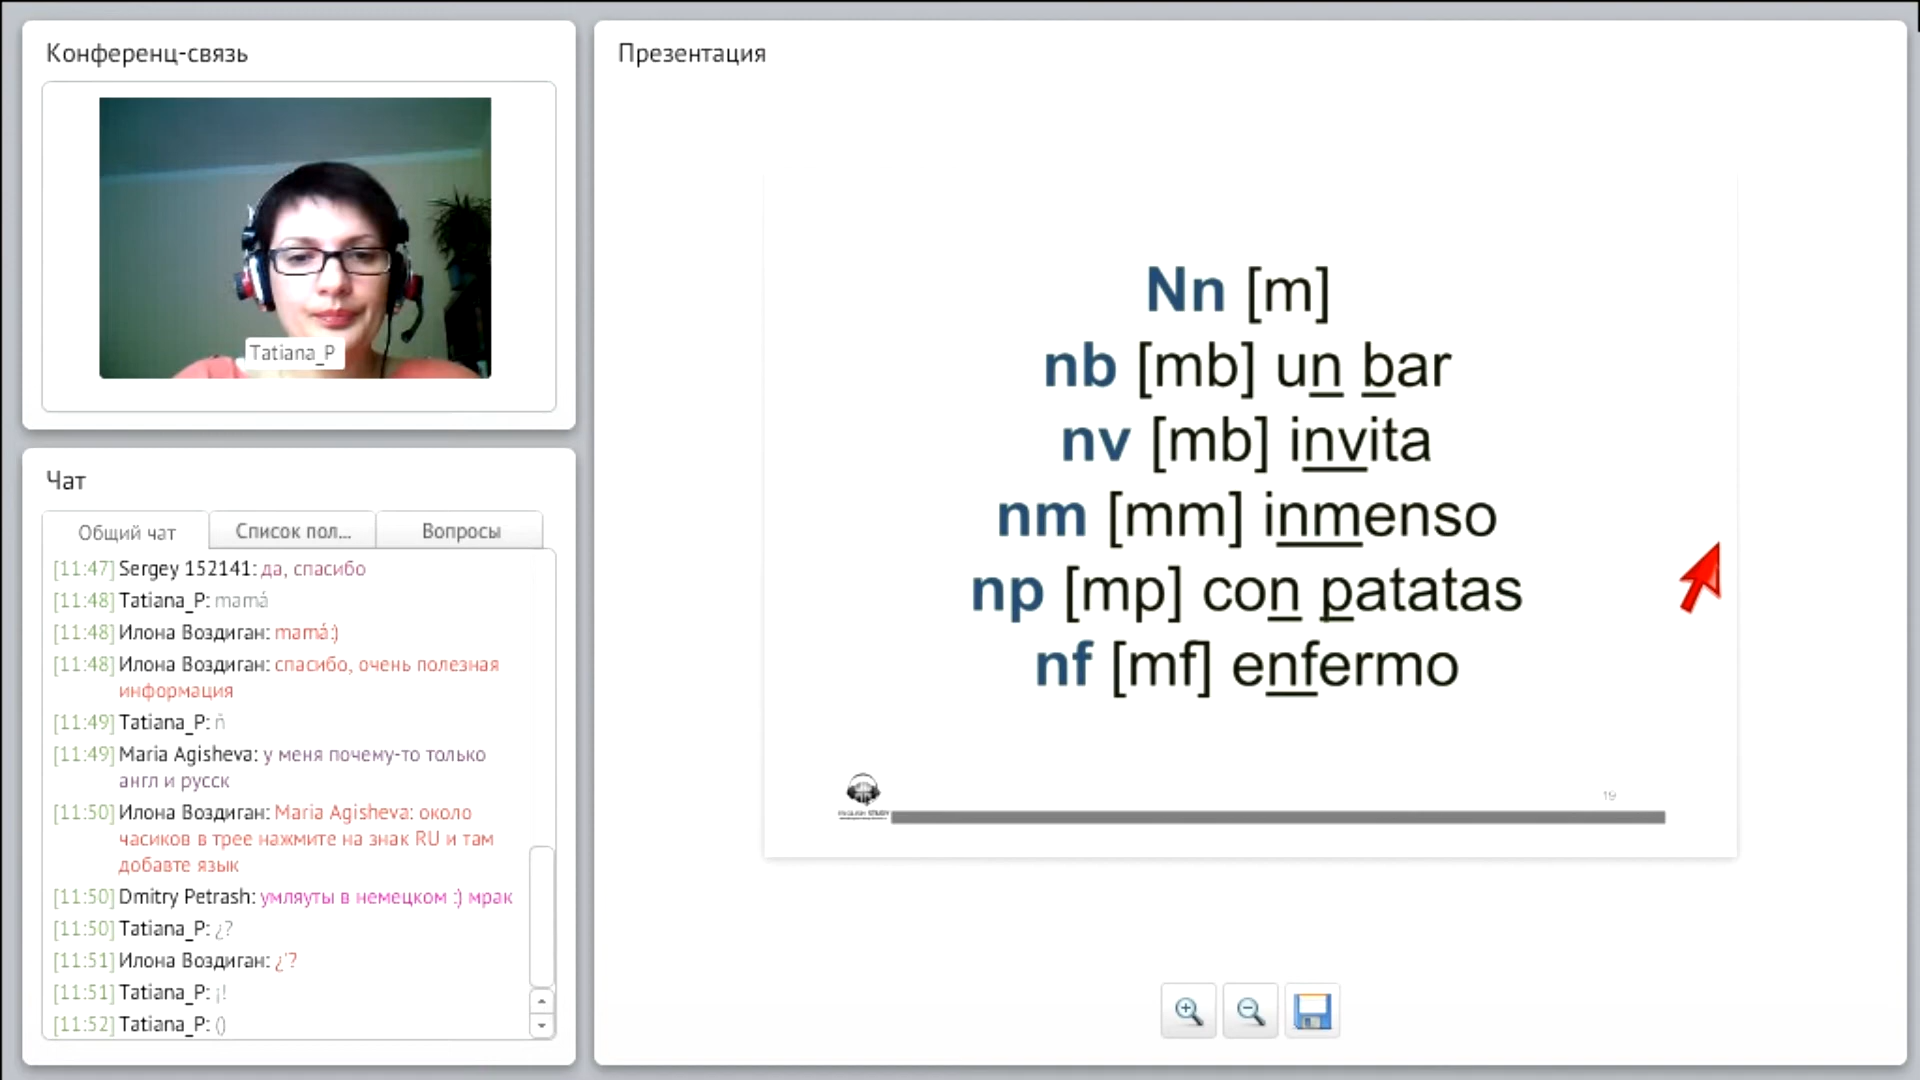 Конференц-связь
Tatiana_P
Чат
Общий чат
Список пол...
Вопросы
[11:47] Sergey 152141: да, спасибо
[11:48] Tatiana_P: mamá
[11:48] Илона Воздиган: mamá:)
[11:48] Илона Воздиган: спасибо, очень полезная
информация
[11:49] Tatiana_P: ñ
[11:49] Maria Agisheva: у меня почему-то только
англ и русск
[11:50] Илона Воздиган: Maria Agisheva: около
часиков в трее нажмите на знак RU и там
добавте язык
[11:50] Dmitry Petrash: умляуты в немецком :) мрак
[11:50] Tatiana_P: ¿?
[11:51] Илона Воздиган: ¿'?
[11:51] Tatiana_P: ¡!
[11:52] Tatiana_P: ()
Презентация
Nn [m]
nb [mb] un bar
nv [mb] invita
nm [mm] inmenso
np [mp] con patatas
nf [mf] enfermo
19